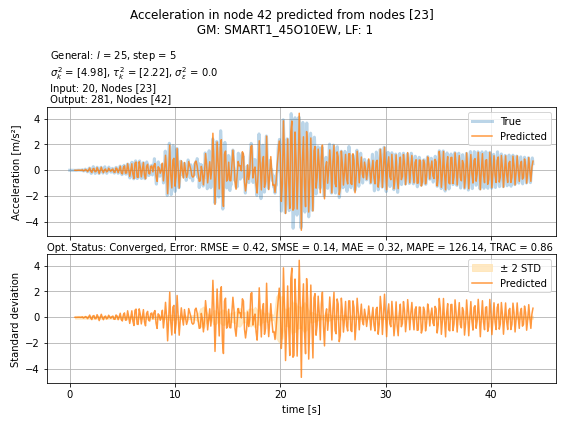 Acceleration in node 42 predicted from nodes [23]
GM: SMART1_45O10EW, LF: 1
General: l = 25, step = 5
σ²ₖ = [4.98], τ²ₖ = [2.22], σ²ε = 0.0
Input: 20, Nodes [23]
Output: 281, Nodes [42]
Acceleration [m/s²]
4
2
0
−2
−4
True
Predicted
Opt. Status: Converged, Error: RMSE = 0.42, SMSE = 0.14, MAE = 0.32, MAPE = 126.14, TRAC = 0.86
Standard deviation
4
2
0
−2
−4
± 2 STD
Predicted
0 10 20 30 40
time [s]